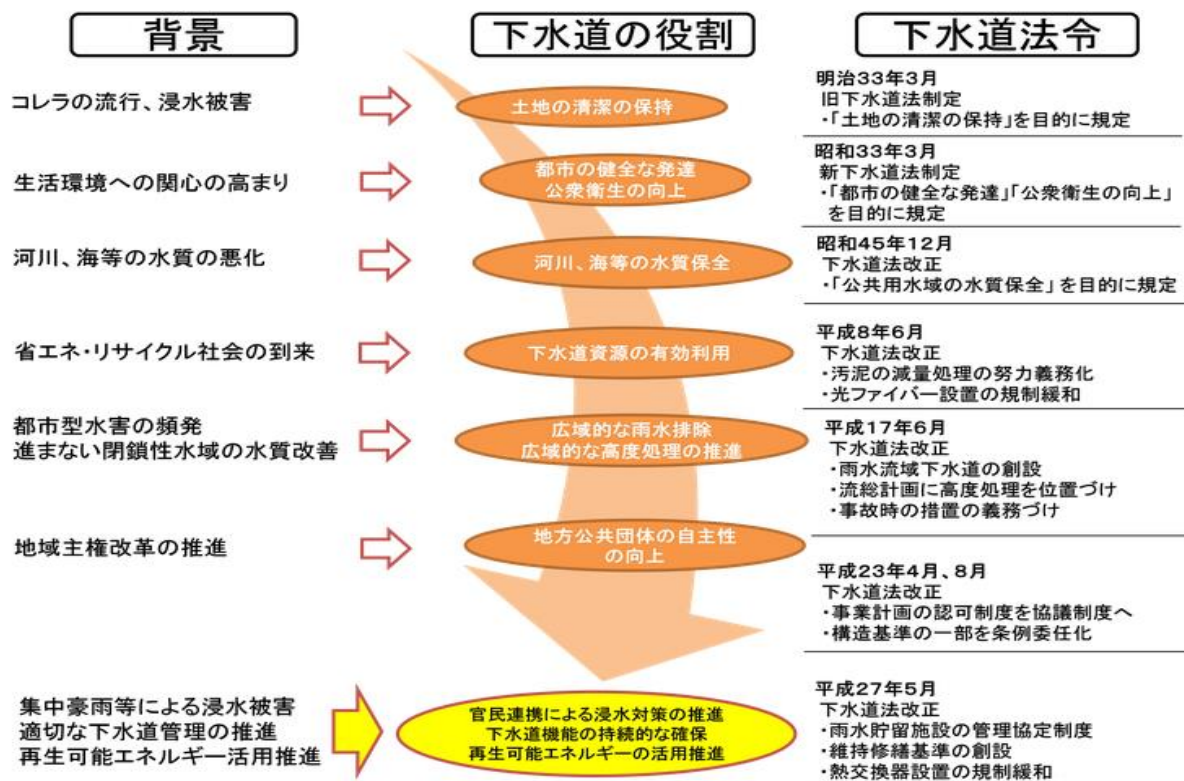 背景
下水道の役割
下水道法令
コレラの流行、浸水被害
土地の清潔の保持
明治33年3月
旧下水道法制定
・「土地の清潔の保持」を目的に規定
生活環境への関心の高まり
都市の健全な発達
公衆衛生の向上
昭和33年3月
新下水道法制定
・「都市の健全な発達」「公衆衛生の向上」
を目的に規定
河川、海等の水質の悪化
河川、海等の水質保全
昭和45年12月
下水道法改正
・「公共用水域の水質保全」を目的に規定
省エネ・リサイクル社会の到来
下水道資源の有効利用
平成8年6月
下水道法改正
・汚泥の減量処理の努力義務化
・光ファイバー設置の規制緩和
都市型水害の頻発
進まない閉鎖性水域の水質改善
広域的な雨水排除
広域的な高度処理の推進
平成17年6月
下水道法改正
・雨水流域下水道の創設
・流総計画に高度処理を位置づけ
・事故時の措置の義務づけ
地域主権改革の推進
地方公共団体の自主性
の向上
平成23年4月、8月
下水道法改正
・事業計画の認可制度を協議制度へ
・構造基準の一部を条例委任化
集中豪雨等による浸水被害
適切な下水道管理の推進
再生可能エネルギー活用推進
官民連携による浸水対策の推進
下水道機能の持続的な確保
再生可能エネルギーの活用推進
平成27年5月
下水道法改正
・雨水貯留施設の管理協定制度
・維持修繕基準の創設
・熱交換器設置の規制緩和